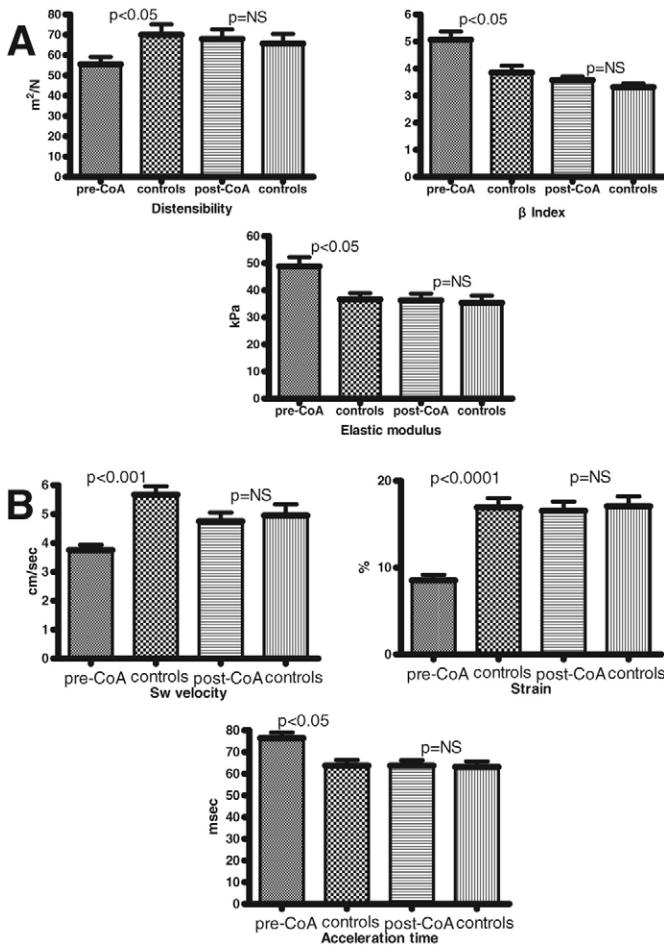 A
p<0.05 p=NS
80
70
60
50
40
30
20
10
0
m²/N
pre-CoA controls post-CoA controls
Distensibility
p<0.05
p=NS
6
5
4
3
2
1
0
pre-CoA controls post-CoA controls
β Index
p<0.05
p=NS
60
50
40
30
20
10
0
kPa
pre-CoA controls post-CoA controls
Elastic modulus
B
p<0.001
p=NS
6
5
4
3
2
1
0
cm/sec
pre-CoA controls post-CoA controls
Sw velocity
p<0.0001 p=NS
20
10
0
%
pre-CoA controls post-CoA controls
Strain
p<0.05
p=NS
80
70
60
50
40
30
20
10
0
msec
pre-CoA controls post-CoA controls
Acceleration time